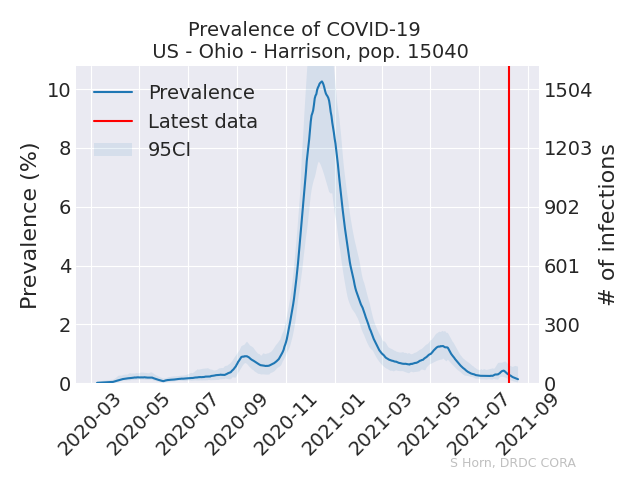 Prevalence of COVID-19
US - Ohio - Harrison, pop. 15040
Prevalence
Latest data
95CI
Prevalence (%)
10
8
6
4
2
0
1504
1203
902
601
300
0
# of infections
2020-03
2020-05
2020-07
2020-09
2020-11
2021-01
2021-03
2021-05
2021-07
2021-09
S Horn, DRDC CORA